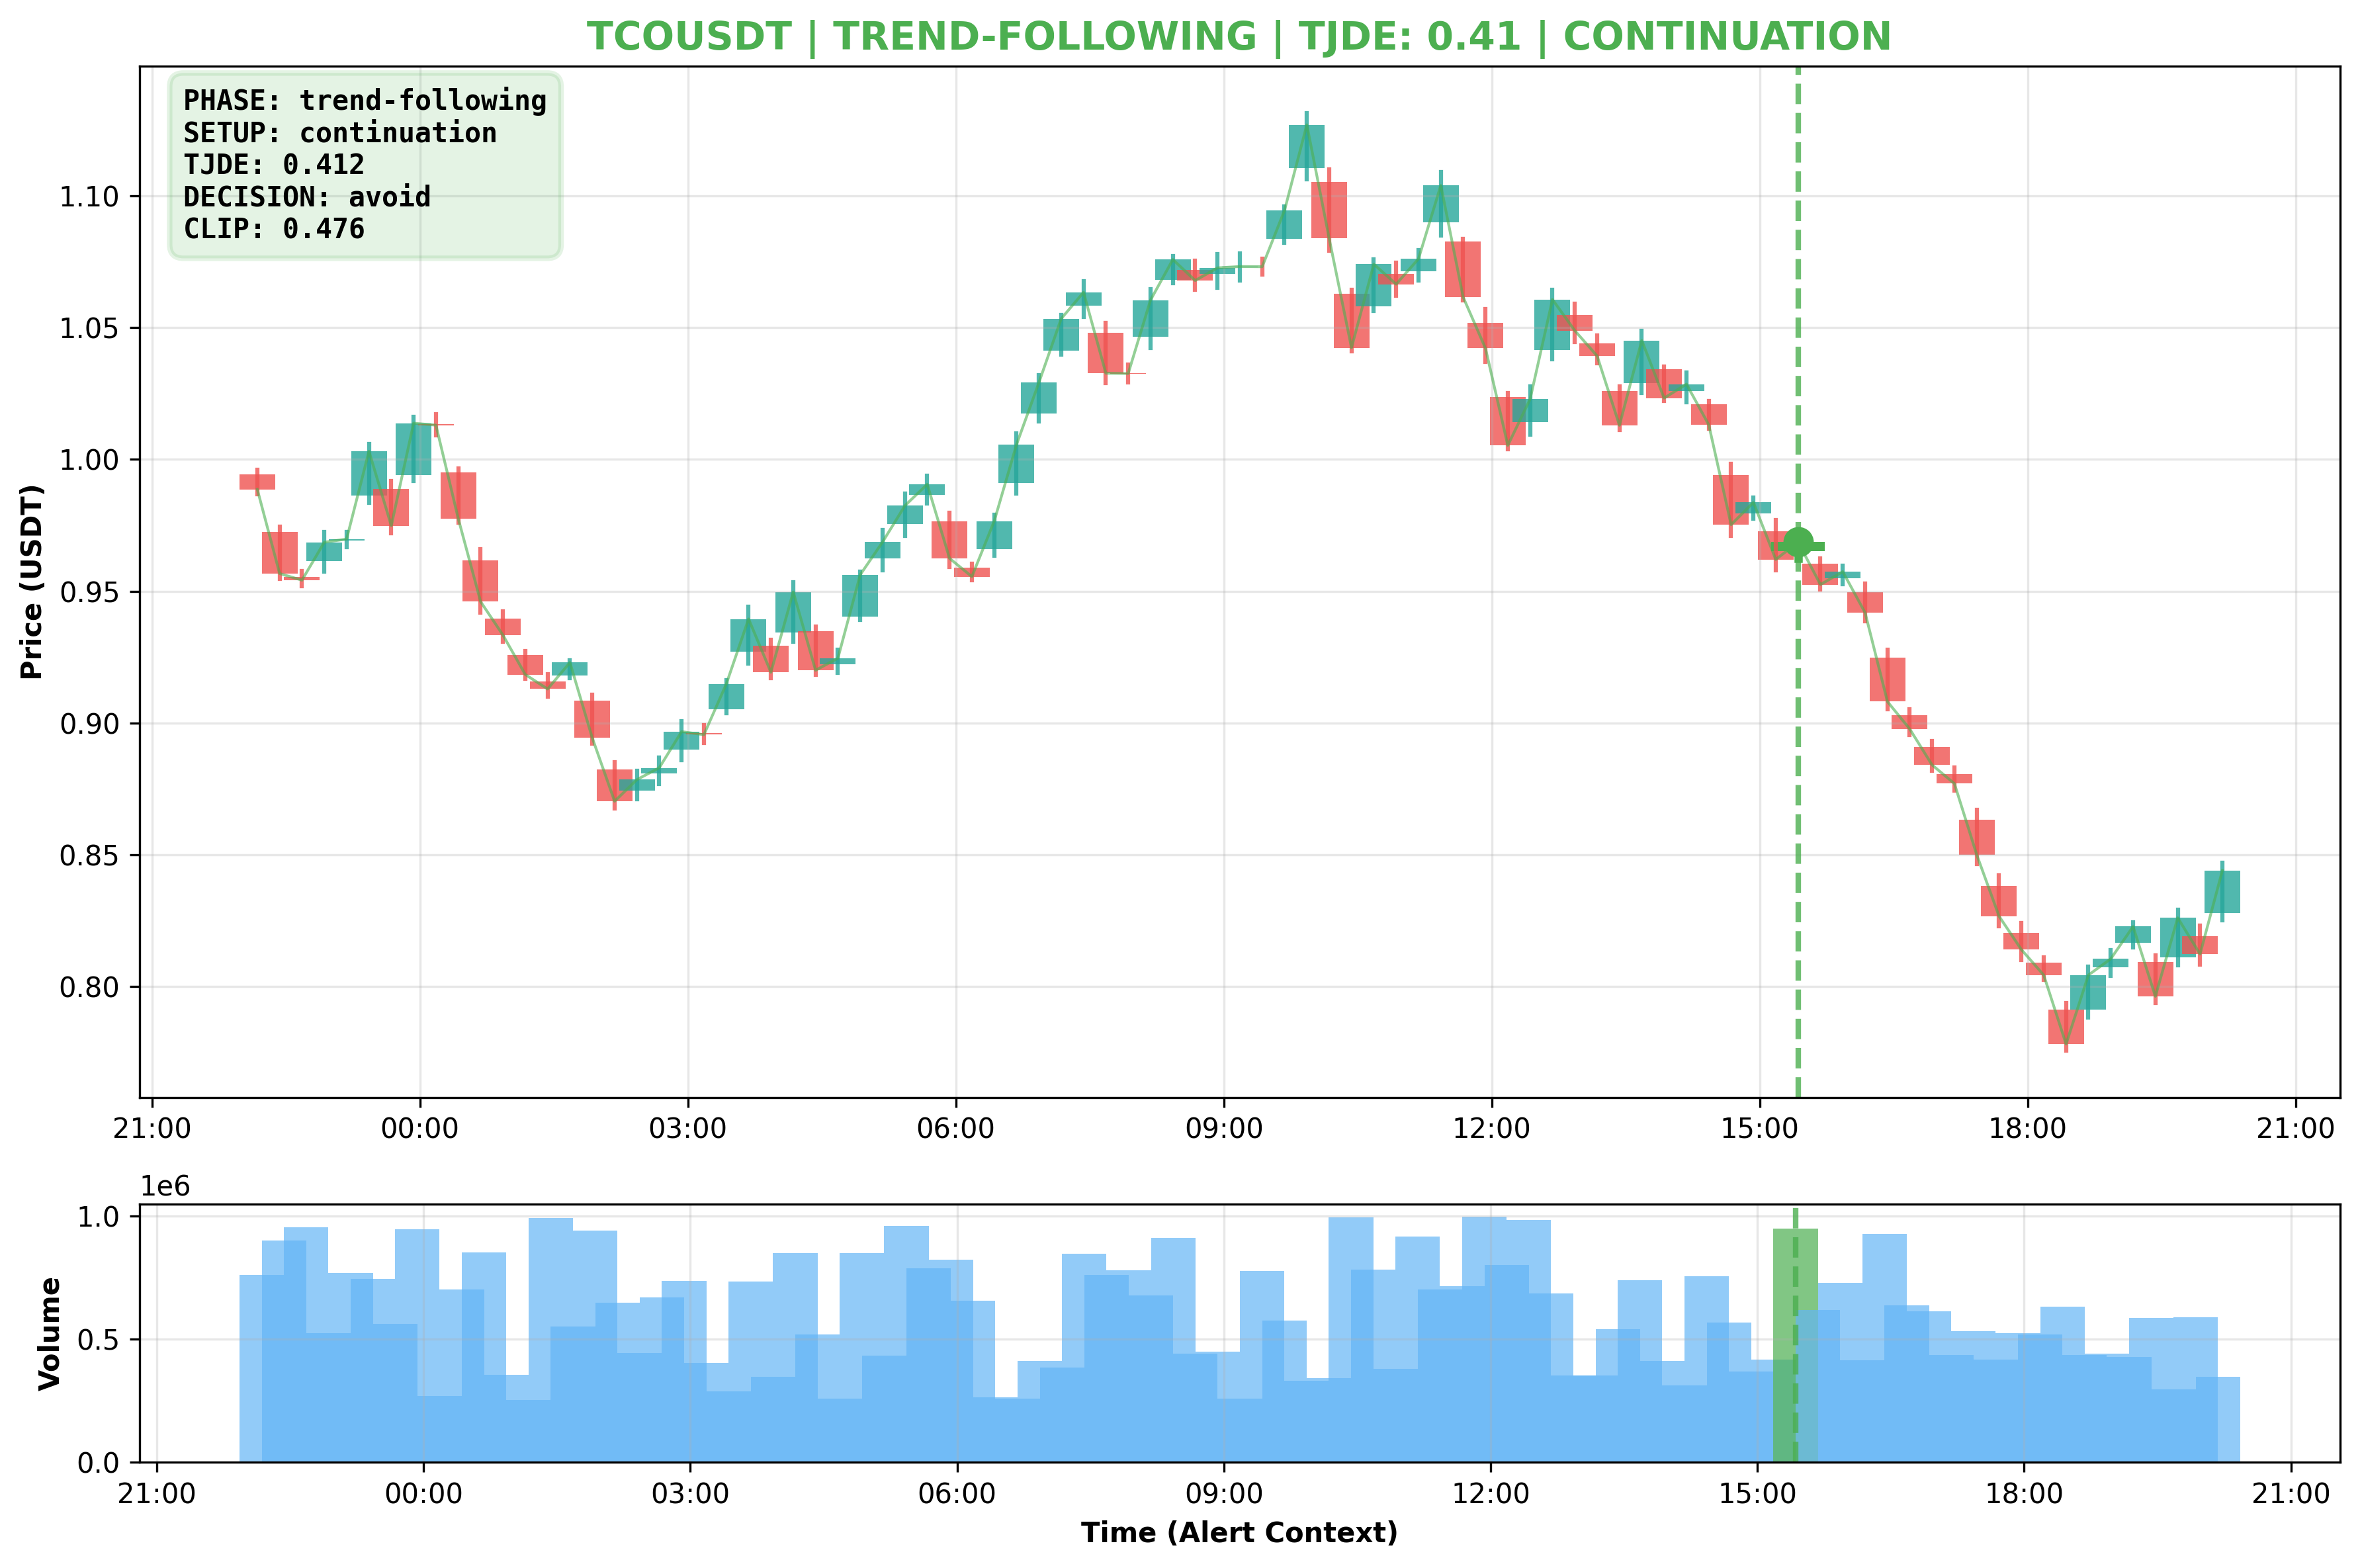 TCOUSDT | TREND-FOLLOWING | TJDE: 0.41 | CONTINUATION
PHASE: trend-following
SETUP: continuation
TJDE: 0.412
DECISION: avoid
CLIP: 0.476
Price (USDT)
1.10
1.05
1.00
0.95
0.90
0.85
0.80
21:00 00:00 03:00 06:00 09:00 12:00 15:00 18:00 21:00
1e6
Volume
1.0
0.5
0.0
21:00 00:00 03:00 06:00 09:00 12:00 15:00 18:00 21:00
Time (Alert Context)